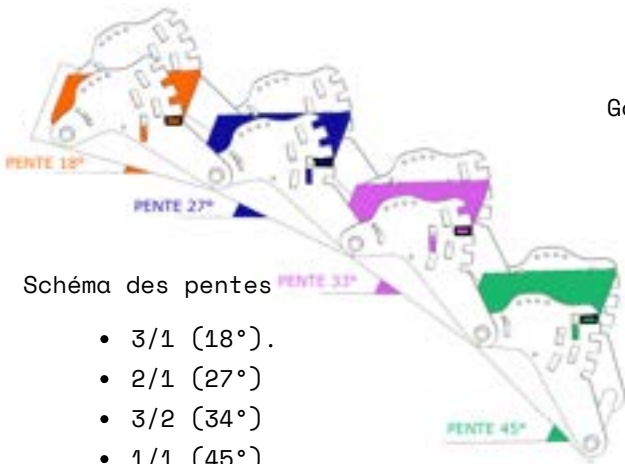 Ga
PENTE 18°
PENTE 27°
PENTE 33°
Schéma des pentes
• 3/1 (18°).
• 2/1 (27°)
• 3/2 (34°)
• 1/1 (45°)
PENTE 45°